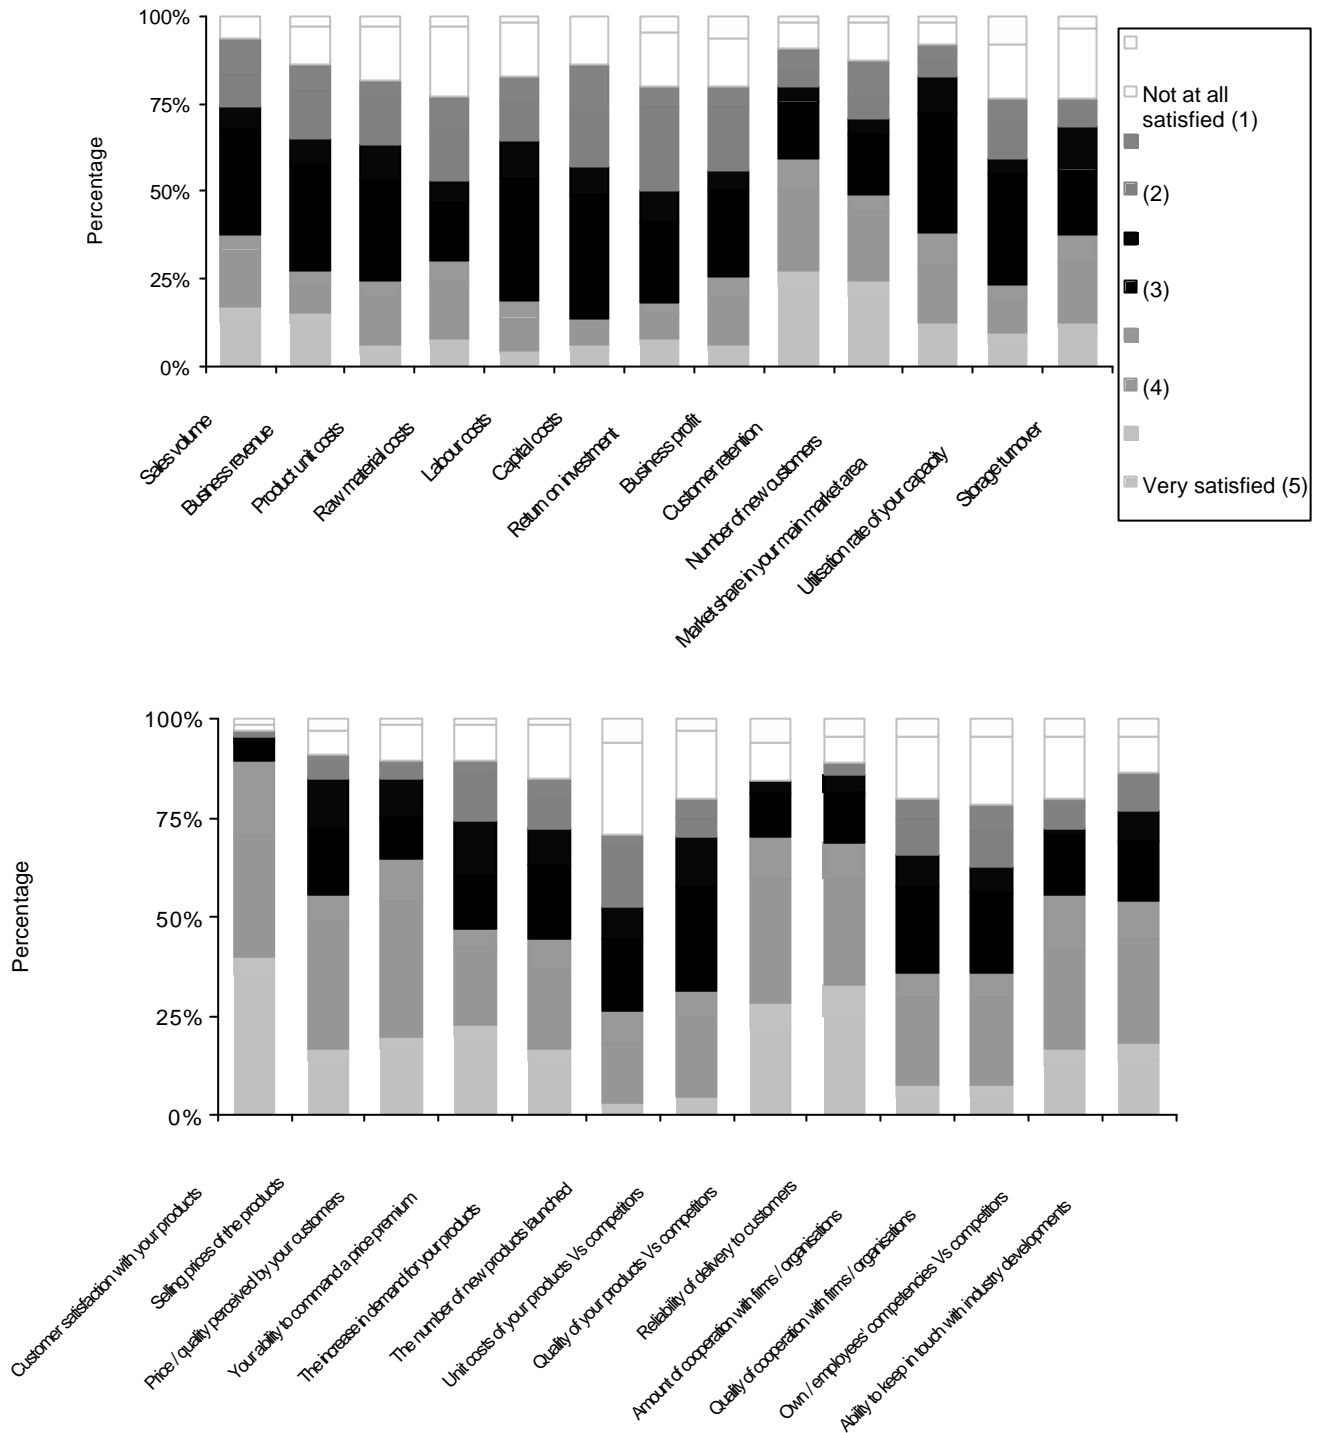 100%
75%
50%
25%
0%
Percentage
Sales volume
Business revenue
Product unit costs
Raw material costs
Labour costs
Capital costs
Return on investment
Business profit
Customer retention
Number of new customers
Market share in your main market area
Utilisation rate of your capacity
Storage turnover
Not at all
satisfied (1)
(2)
(3)
(4)
Very satisfied (5)
100%
75%
50%
25%
0%
Percentage
Customer satisfaction with your products
Selling prices of the products
Price / quality perceived by your customers
Your ability to command a price premium
The increase in demand for your products
The number of new products launched
Unit costs of your products Vs competitors
Quality of your products Vs competitors
Reliability of delivery to customers
Amount of cooperation with firms / organisations
Quality of cooperation with firms / organisations
Own / employees' competencies Vs competitors
Ability to keep in touch with industry developments